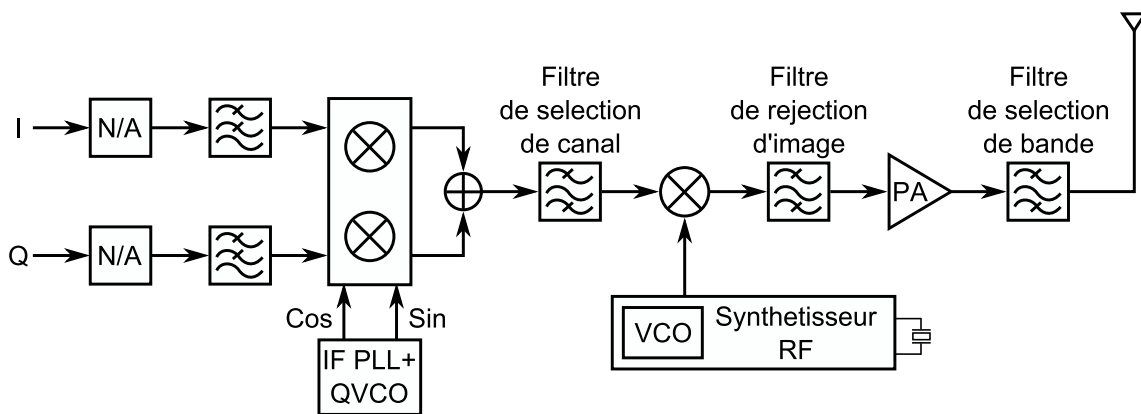 Filtre
de selection
de canal
Filtre
de rejection
d'image
Filtre
de selection
de bande
I
N/A
PA
Q
N/A
Cos
Sin
IF PLL+
QVCO
VCO
Synthetisseur
RF